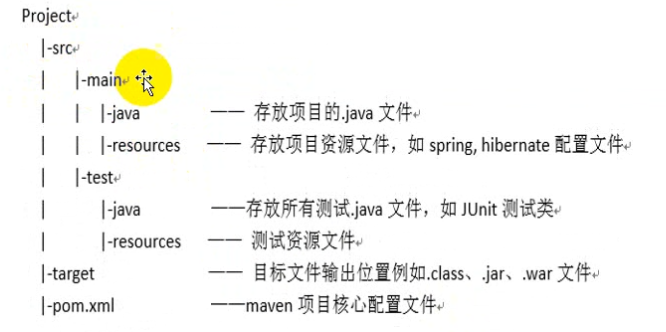 Project
|-src
| |-main
| | |-java —— 存放项目的.java 文件
| | |-resources —— 存放项目资源文件，如 spring, hibernate 配置文件
| |-test
| |-java ——存放所有测试.java 文件，如 JUnit 测试类
| |-resources —— 测试资源文件
|-target —— 目标文件输出位置例如.class、.jar、.war 文件
|-pom.xml ——maven 项目核心配置文件